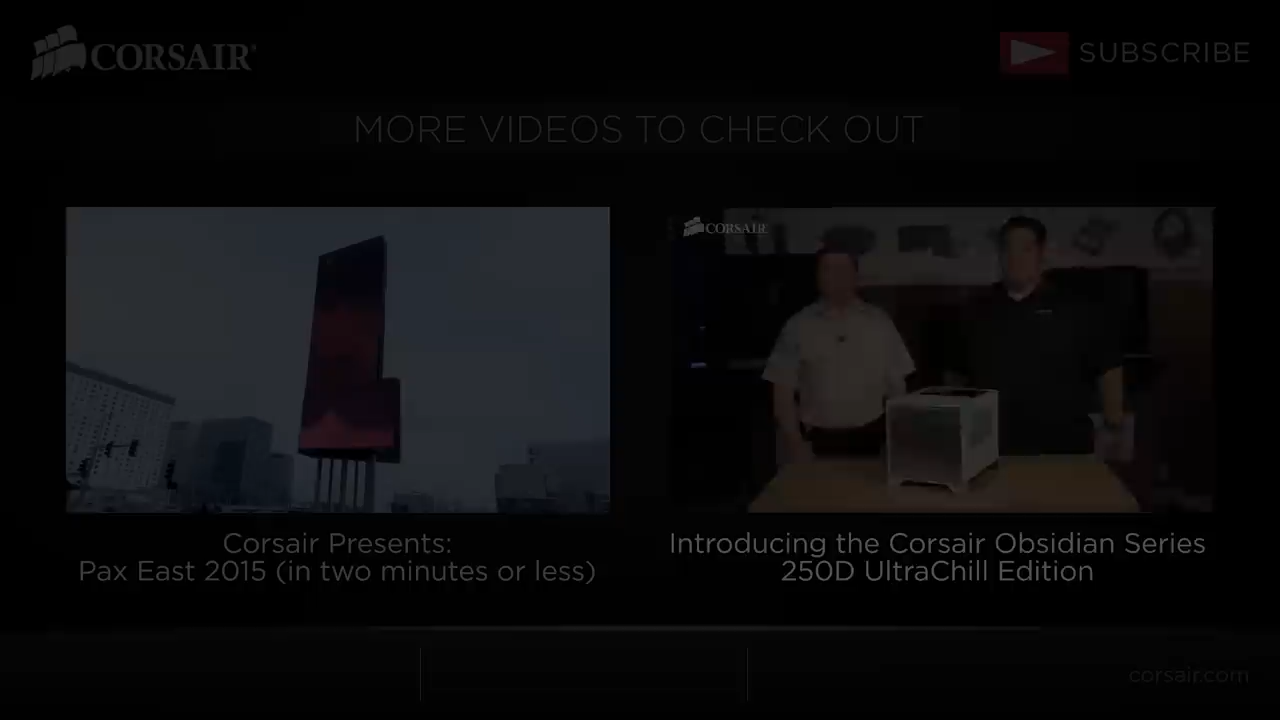 CORSAIR
SUBSCRIBE
MORE VIDEOS TO CHECK OUT
CORSAIR
Corsair Presents:
Pax East 2015 (in two minutes or less)
Introducing the Corsair Obsidian Series
250D UltraChill Edition
corsair.com